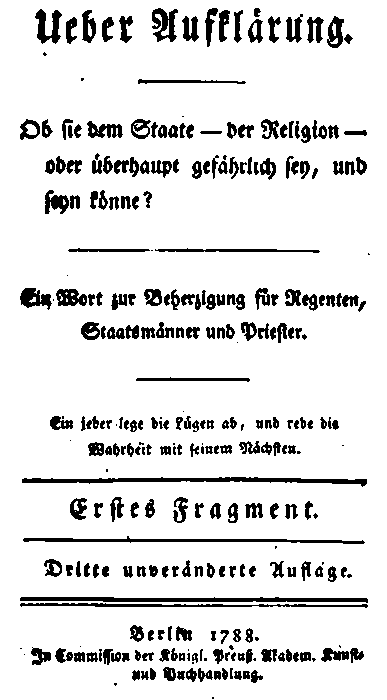 Ueber Aufklärung.
Ob sie dem Staate — der Religion —
oder überhaupt gefährlich sey, und
seyn könne?
Ein Wort zur Beherzigung für Regenten,
Staatsmänner und Priester.
Ein jeder lege die Lügen ab, und rede die
Wahrheit mit seinem Nächsten.
Erstes Fragment.
Dritte unveränderte Auflage.
Berlin 1788.
In Commission der Königl. Preuß. Akadem. Kunst-
und Buchhandlung.